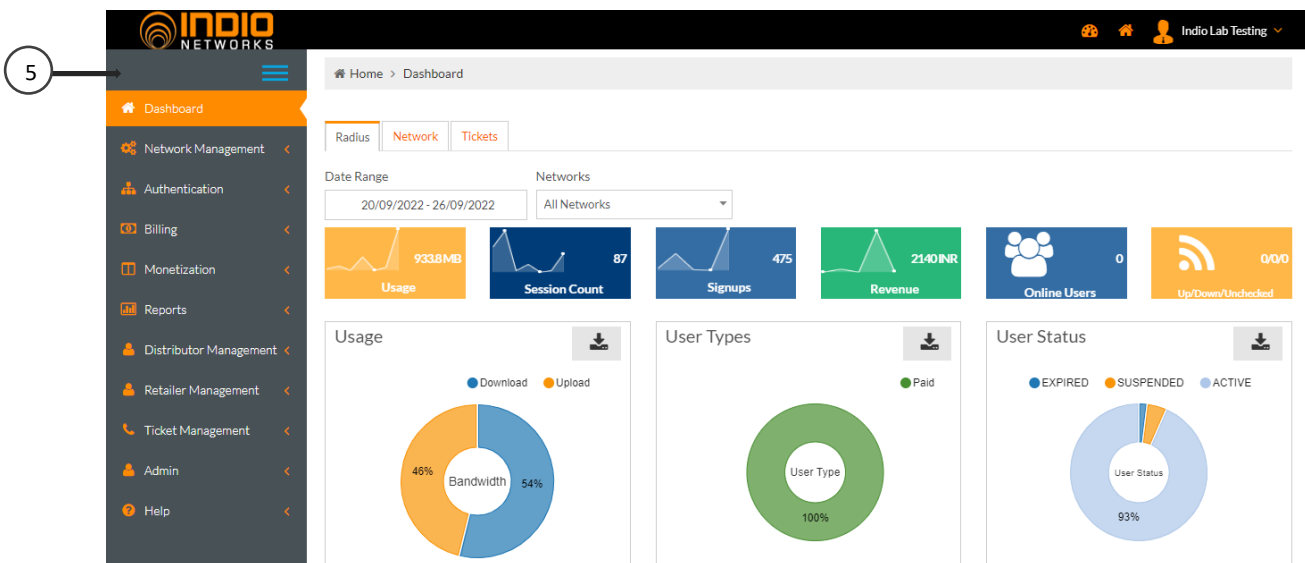 INDIO
NETWORKS
Indio Lab Testing
5
Home > Dashboard
Dashboard
Network Management
Authentication
Billing
Monetization
Reports
Distributor Management
Retailer Management
Ticket Management
Admin
Help
Radius Network Tickets
Date Range Networks
20/09/2022 - 26/09/2022 All Networks
933.8 MB
Usage
87
Session Count
475
Signups
2140 INR
Revenue
0
Online Users
0/0/0
Up/Down/Unchecked
Usage
Download Upload
46%
Bandwidth
54%
User Types
Paid
User Type
100%
User Status
EXPIRED SUSPENDED ACTIVE
User Status
93%